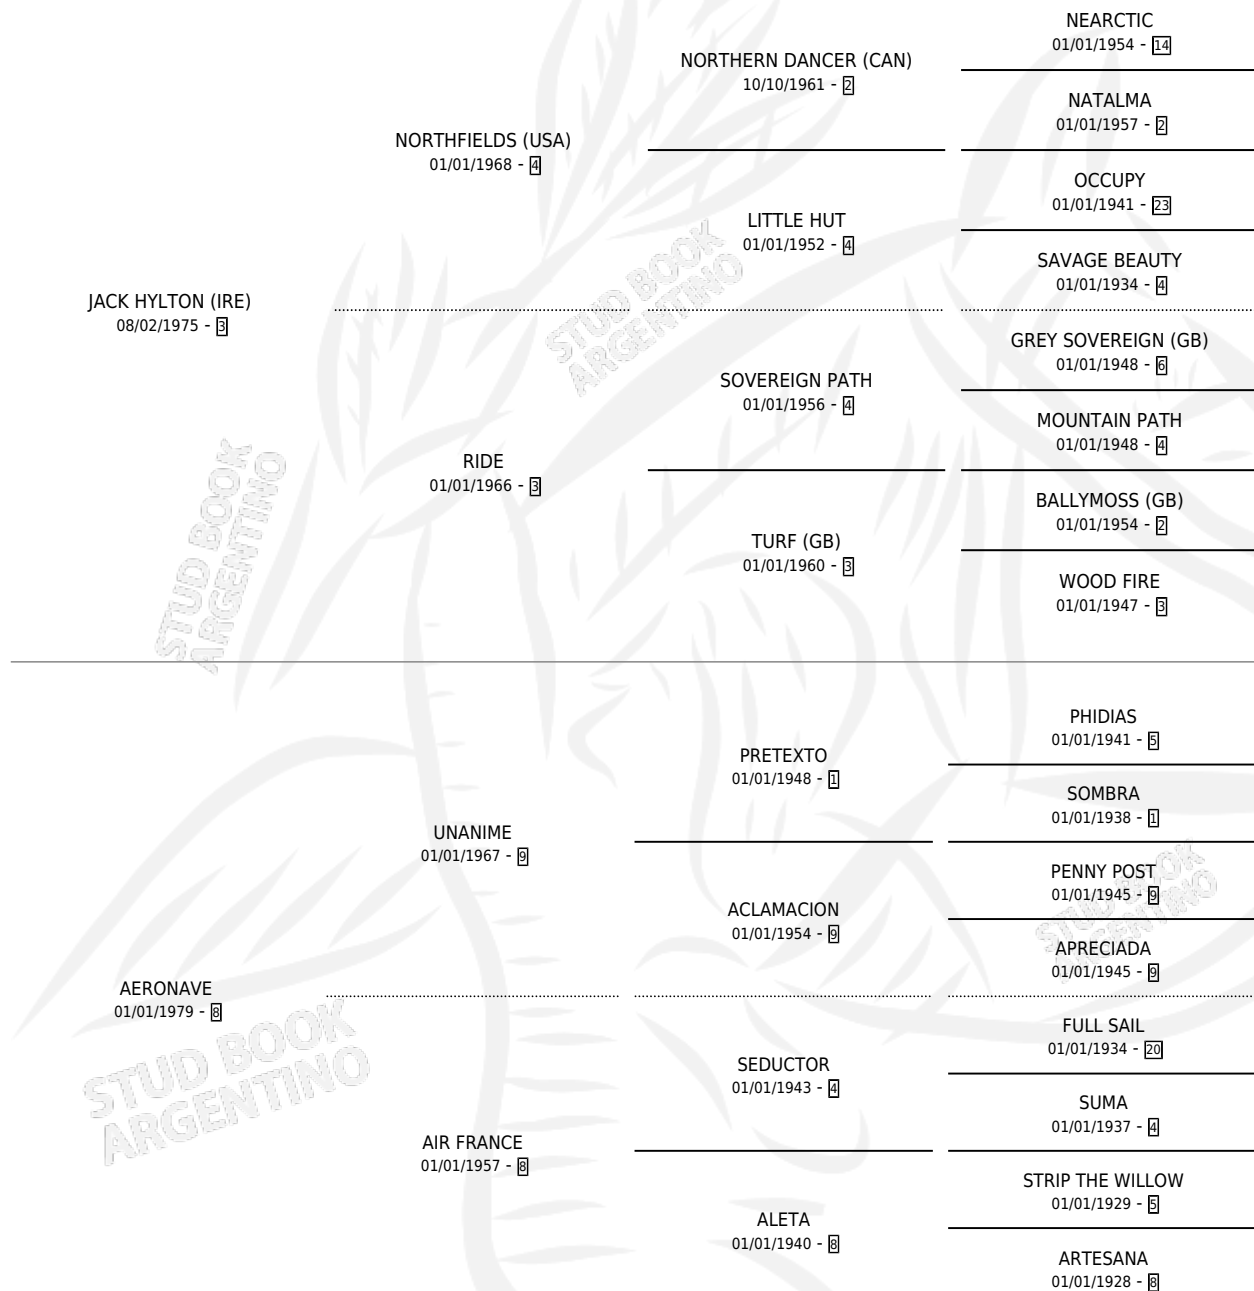 NEARCTIC
01/01/1954 - 14
NORTHERN DANCER (CAN)
10/10/1961 - 2
NATALMA
01/01/1957 - 2
NORTHFIELDS (USA)
01/01/1968 - 4
OCCUPY
01/01/1941 - 23
LITTLE HUT
01/01/1952 - 4
SAVAGE BEAUTY
01/01/1934 - 4
JACK HYLTON (IRE)
08/02/1975 - 3
GREY SOVEREIGN (GB)
01/01/1948 - 6
SOVEREIGN PATH
01/01/1956 - 4
MOUNTAIN PATH
01/01/1948 - 4
RIDE
01/01/1966 - 3
BALLYMOSS (GB)
01/01/1954 - 2
TURF (GB)
01/01/1960 - 3
WOOD FIRE
01/01/1947 - 3
PHIDIAS
01/01/1941 - 5
PRETEXTO
01/01/1948 - 1
SOMBRA
01/01/1938 - 1
UNANIME
01/01/1967 - 9
PENNY POST
01/01/1945 - 9
ACLAMACION
01/01/1954 - 9
APRECIADA
01/01/1945 - 9
AERONAVE
01/01/1979 - 8
FULL SAIL
01/01/1934 - 20
SEDUCTOR
01/01/1943 - 4
SUMA
01/01/1937 - 4
AIR FRANCE
01/01/1957 - 8
STRIP THE WILLOW
01/01/1929 - 5
ALETA
01/01/1940 - 8
ARTESANA
01/01/1928 - 8
STUD BOOK
ARGENTINO
STUD BOOK
ARGENTINO
STUD BOOK
ARGENTINO
STUD BOOK
ARGENTINO